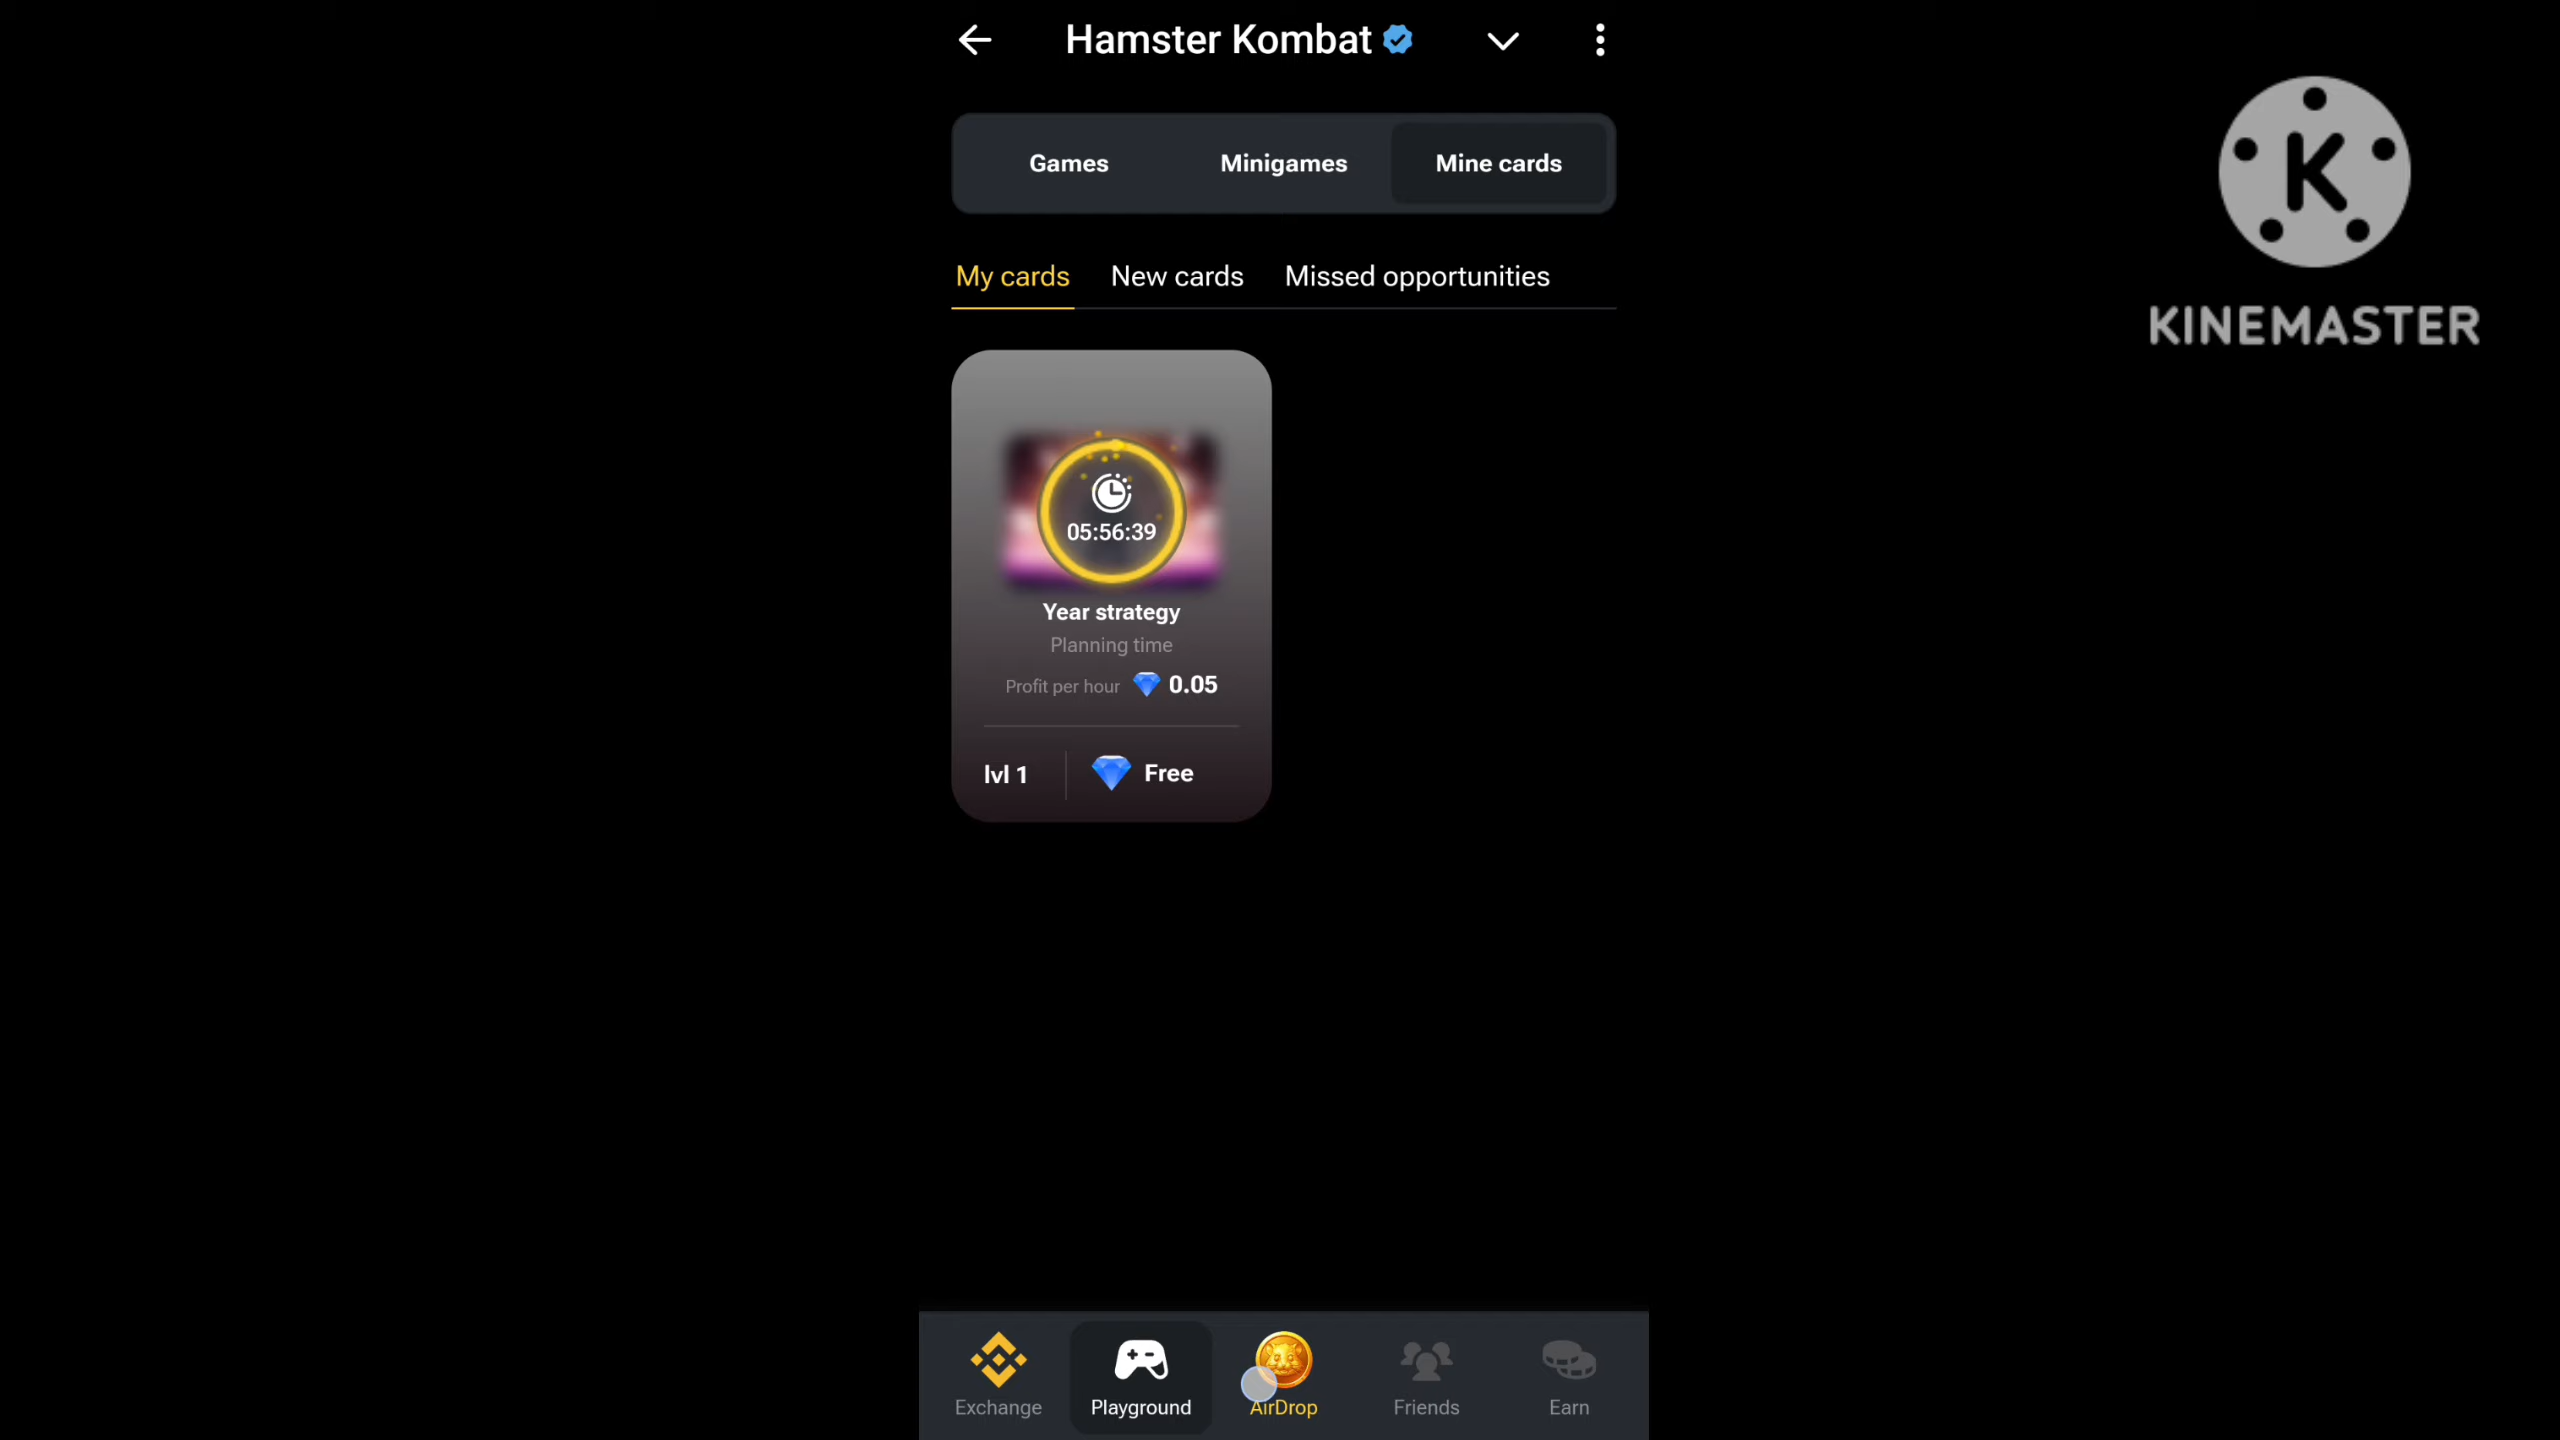 Hamster Kombat
Games Minigames Mine cards
My cards New cards Missed opportunities
05:56:39
Year strategy
Planning time
Profit per hour 0.05
lvl 1 Free
Exchange Playground AirDrop Friends Earn
K
KINEMASTER